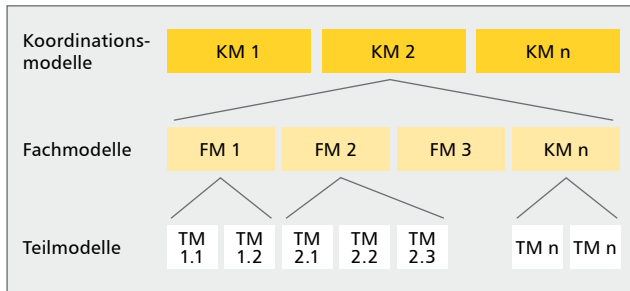 Koordinations-
modelle
KM 1
KM 2
KM n
Fachmodelle
FM 1
FM 2
FM 3
KM n
Teilmodelle
TM
1.1
TM
1.2
TM
2.1
TM
2.2
TM
2.3
TM n
TM n